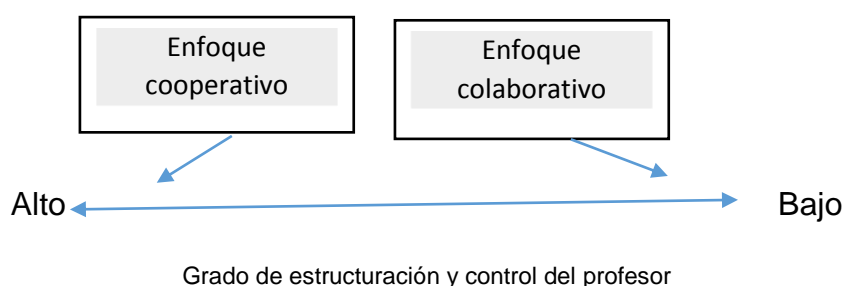 Enfoque
cooperativo
Enfoque
colaborativo
Alto
Bajo
Grado de estructuración y control del profesor